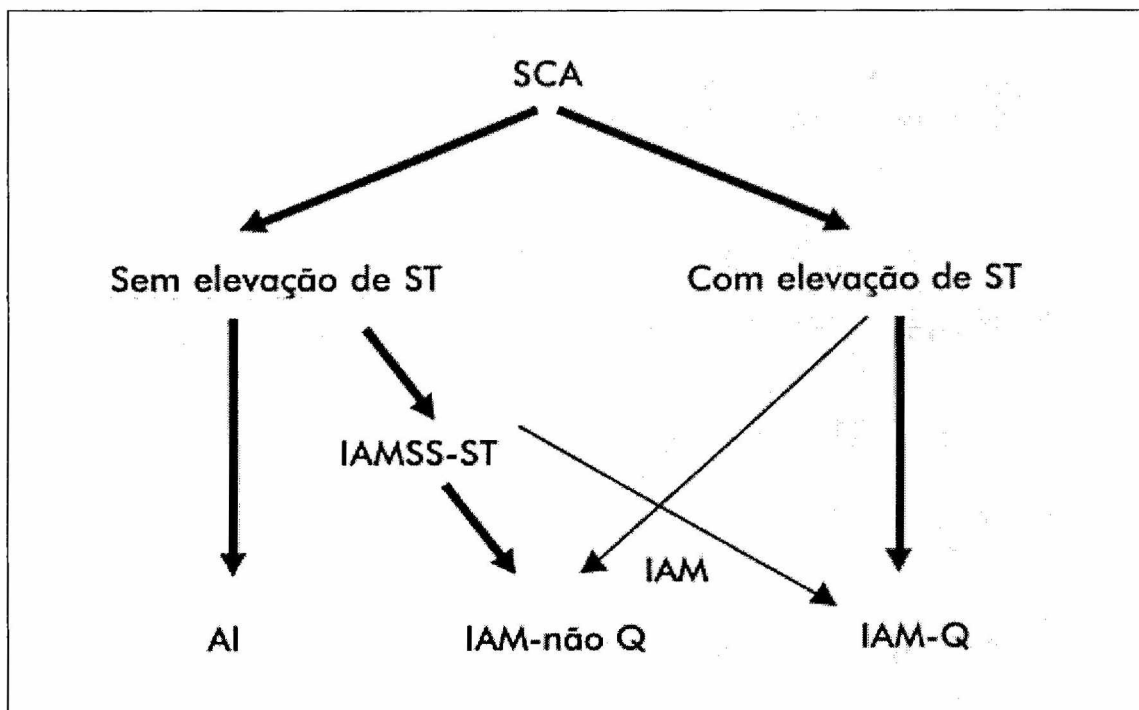 SCA
Sem elevação de ST
Com elevação de ST
IAMSS-ST
IAM
AI
IAM-não Q
IAM-Q